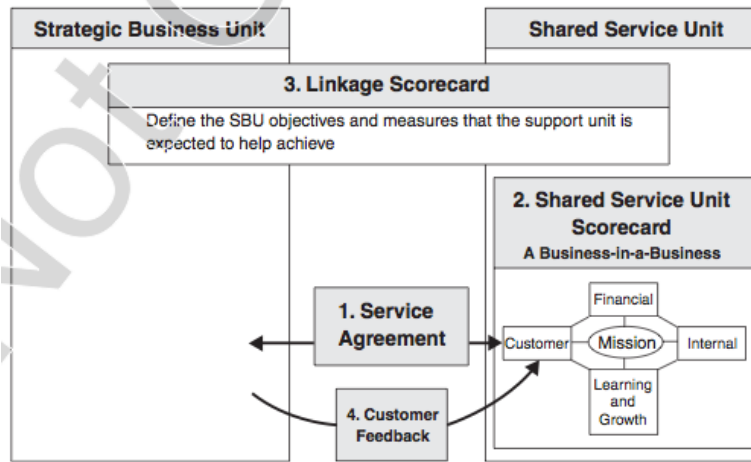 Strategic Business Unit
Shared Service Unit
3. Linkage Scorecard
Define the SBU objectives and measures that the support unit is
expected to help achieve
2. Shared Service Unit
Scorecard
A Business-in-a-Business
1. Service
Agreement
Financial
Customer
Mission
Internal
Learning
and
Growth
4. Customer
Feedback
Not